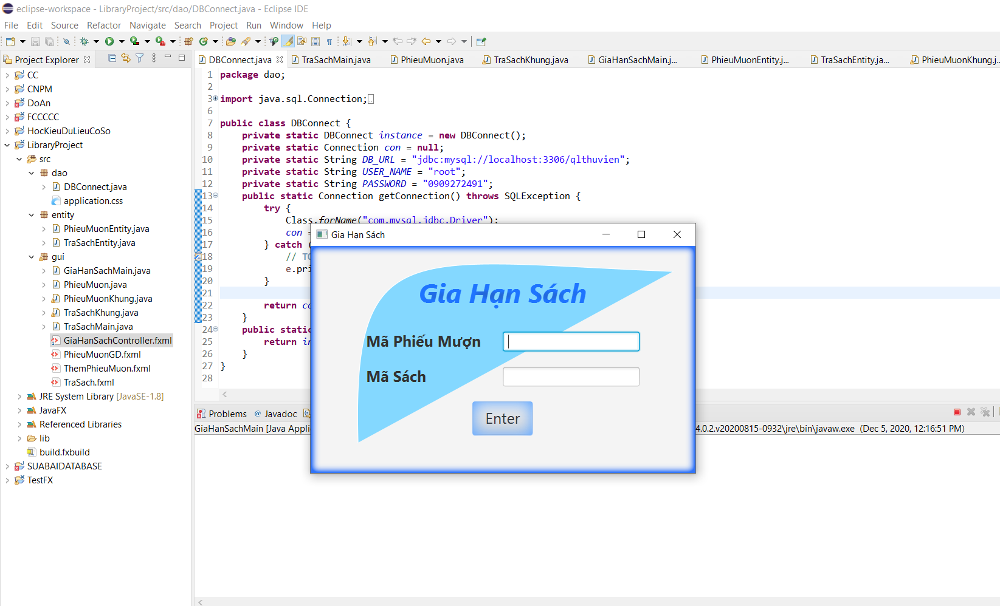 eclipse-workspace - LibraryProject/src/dao/DBConnect.java - Eclipse IDE
File Edit Source Refactor Navigate Search Project Run Window Help
Project Explorer
DBConnect.java TraSachMain.java PhieuMuon.java TraSachKhung.java GiaHanSachMain.j... PhieuMuonEntity.j... TraSachEntity.ja... PhieuMuonKhung.j...
CC
CNPM
DoAn
FCCCCC
HocKieuDuLieuCoSo
LibraryProject
src
dao
DBConnect.java
application.css
entity
PhieuMuonEntity.java
TraSachEntity.java
gui
GiaHanSachMain.java
PhieuMuon.java
PhieuMuonKhung.java
TraSachKhung.java
TraSachMain.java
GiaHanSachController.fxml
PhieuMuonGD.fxml
ThemPhieuMuon.fxml
TraSach.fxml
JRE System Library [JavaSE-1.8]
JavaFX
Referenced Libraries
lib
build.fxbuild
SUABAIDATABASE
TestFX
1 package dao;
2
3 import java.sql.Connection;
6
7 public class DBConnect {
8 private static DBConnect instance = new DBConnect();
9 private static Connection con = null;
10 private static String DB_URL = "jdbc:mysql://localhost:3306/qlthuvien";
11 private static String USER_NAME = "root";
12 private static String PASSWORD = "0909272491";
13 public static Connection getConnection() throws SQLException {
14 try {
15 Class.forName("com.mysql.jdbc.Driver");
16 con =
17 } catch (
18 // TO
19 e.pri
20 }
21
22 return co
23 }
24 public static
25 return in
26 }
27 }
28
Gia Hạn Sách
Gia Hạn Sách
Mã Phiếu Mượn
Mã Sách
Enter
Problems @ Javadoc
GiaHanSachMain [Java Appli 4.0.2.v20200815-0932\jre\bin\javaw.exe (Dec 5, 2020, 12:16:51 PM)